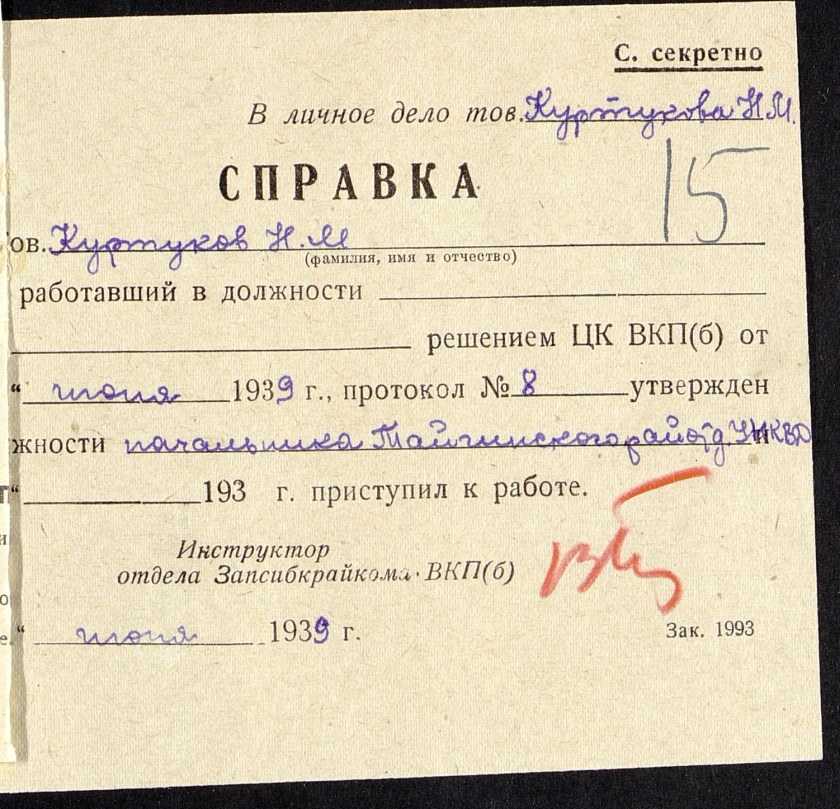 С. секретно
В личное дело тов. Куртукова Н.М.
15
СПРАВКА
ов. Куртуков Н.М
(фамилия, имя и отчество)
работавший в должности
решением ЦК ВКП(б) от
“ июня 1939 г., протокол № 8 утвержден
жности начальника Тайгинского райотд. УНКВД и
“ 193 г. приступил к работе.
Инструктор
отдела Запсибкрайкома ВКП(б)
“ июня 1939 г.
Зак. 1993